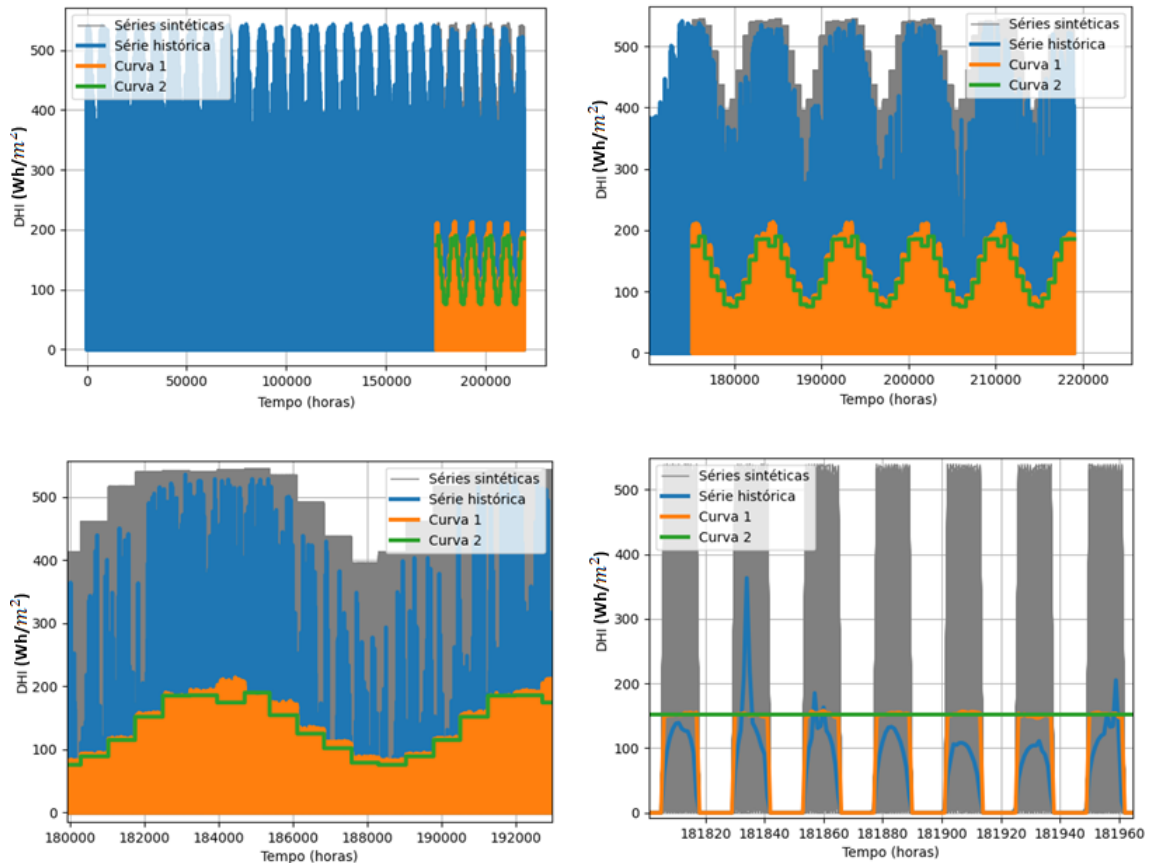 Séries sintéticas
Série histórica
Curva 1
Curva 2
DHI (Wh/m²)
500
400
300
200
100
0
0
50000
100000
150000
200000
Tempo (horas)
Séries sintéticas
Série histórica
Curva 1
Curva 2
DHI (Wh/m²)
500
400
300
200
100
0
180000
190000
200000
210000
220000
Tempo (horas)
Séries sintéticas
Série histórica
Curva 1
Curva 2
DHI (Wh/m²)
500
400
300
200
100
0
180000
182000
184000
186000
188000
190000
192000
Tempo (horas)
Séries sintéticas
Série histórica
Curva 1
Curva 2
DHI (Wh/m²)
500
400
300
200
100
0
181820
181840
181860
181880
181900
181920
181940
181960
Tempo (horas)